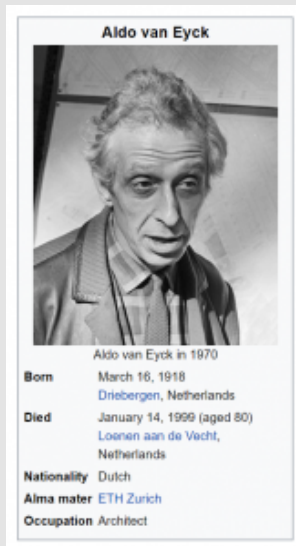 Aldo van Eyck
Aldo van Eyck in 1970
Born March 16, 1918
Driebergen, Netherlands
Died January 14, 1999 (aged 80)
Loenen aan de Vecht,
Netherlands
Nationality Dutch
Alma mater ETH Zurich
Occupation Architect